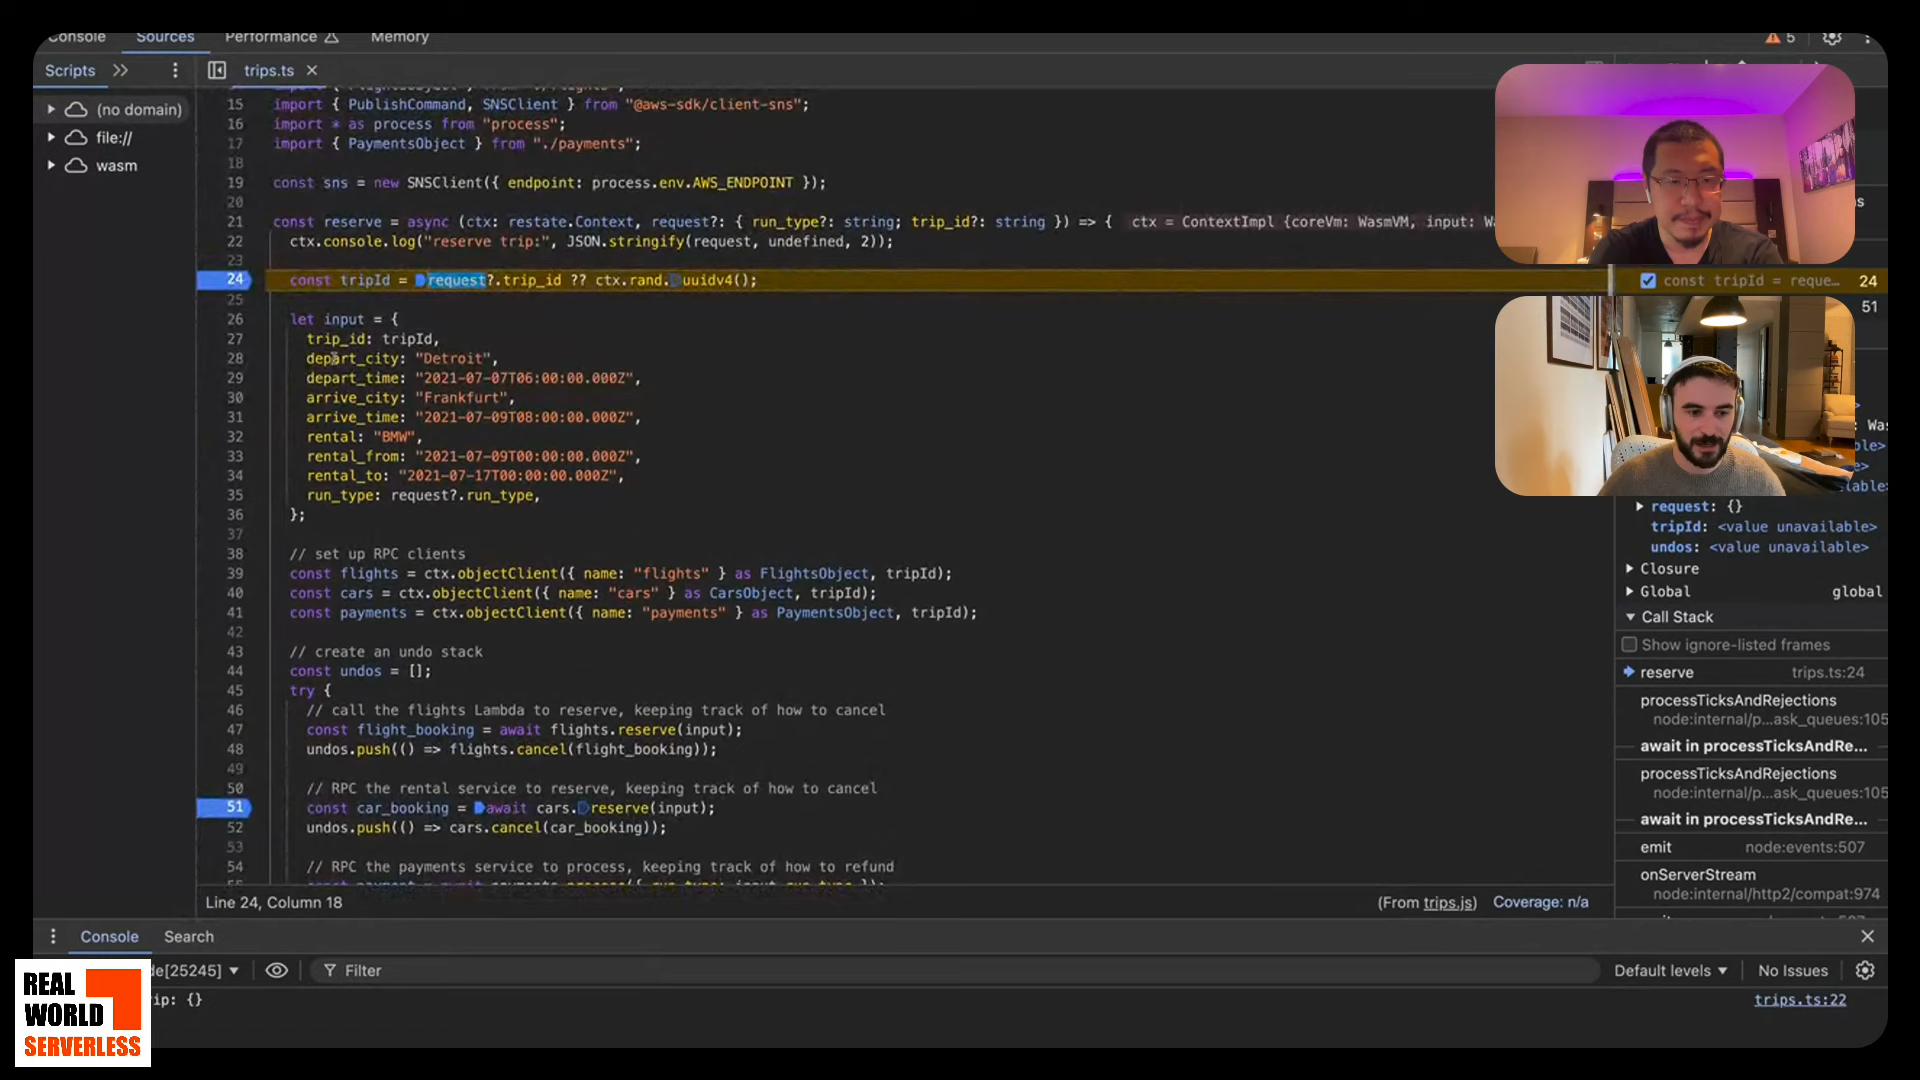 Console Sources Performance Memory 5
Scripts trips.ts
(no domain)
file://
wasm
15 import { PublishCommand, SNSClient } from "@aws-sdk/client-sns";
16 import * as process from "process";
17 import { PaymentsObject } from "./payments";
18
19 const sns = new SNSClient({ endpoint: process.env.AWS_ENDPOINT });
20
21 const reserve = async (ctx: restate.Context, request?: { run_type?: string; trip_id?: string }) => { ctx = ContextImpl {coreVm: WasmVM, input: Wa
22 ctx.console.log("reserve trip:", JSON.stringify(request, undefined, 2));
23
24 const tripId = request?.trip_id ?? ctx.rand.uuidv4();
25
26 let input = {
27 trip_id: tripId,
28 depart_city: "Detroit",
29 depart_time: "2021-07-07T06:00:00.000Z",
30 arrive_city: "Frankfurt",
31 arrive_time: "2021-07-09T08:00:00.000Z",
32 rental: "BMW",
33 rental_from: "2021-07-09T00:00:00.000Z",
34 rental_to: "2021-07-17T00:00:00.000Z",
35 run_type: request?.run_type,
36 };
37
38 // set up RPC clients
39 const flights = ctx.objectClient({ name: "flights" } as FlightsObject, tripId);
40 const cars = ctx.objectClient({ name: "cars" } as CarsObject, tripId);
41 const payments = ctx.objectClient({ name: "payments" } as PaymentsObject, tripId);
42
43 // create an undo stack
44 const undos = [];
45 try {
46 // call the flights Lambda to reserve, keeping track of how to cancel
47 const flight_booking = await flights.reserve(input);
48 undos.push(() => flights.cancel(flight_booking));
49
50 // RPC the rental service to reserve, keeping track of how to cancel
51 const car_booking = await cars.reserve(input);
52 undos.push(() => cars.cancel(car_booking));
53
54 // RPC the payments service to process, keeping track of how to refund
const tripId = reque… 24
51
request: {}
tripId: <value unavailable>
undos: <value unavailable>
Closure
Global global
Call Stack
Show ignore-listed frames
reserve trips.ts:24
processTicksAndRejections
node:internal/p…ask_queues:105
await in processTicksAndRe...
processTicksAndRejections
node:internal/p…ask_queues:105
await in processTicksAndRe...
emit node:events:507
onServerStream
node:internal/http2/compat:974
Line 24, Column 18 (From trips.js) Coverage: n/a
Console Search
de[25245] Filter Default levels No Issues
ip: {} trips.ts:22
REAL
WORLD
SERVERLESS